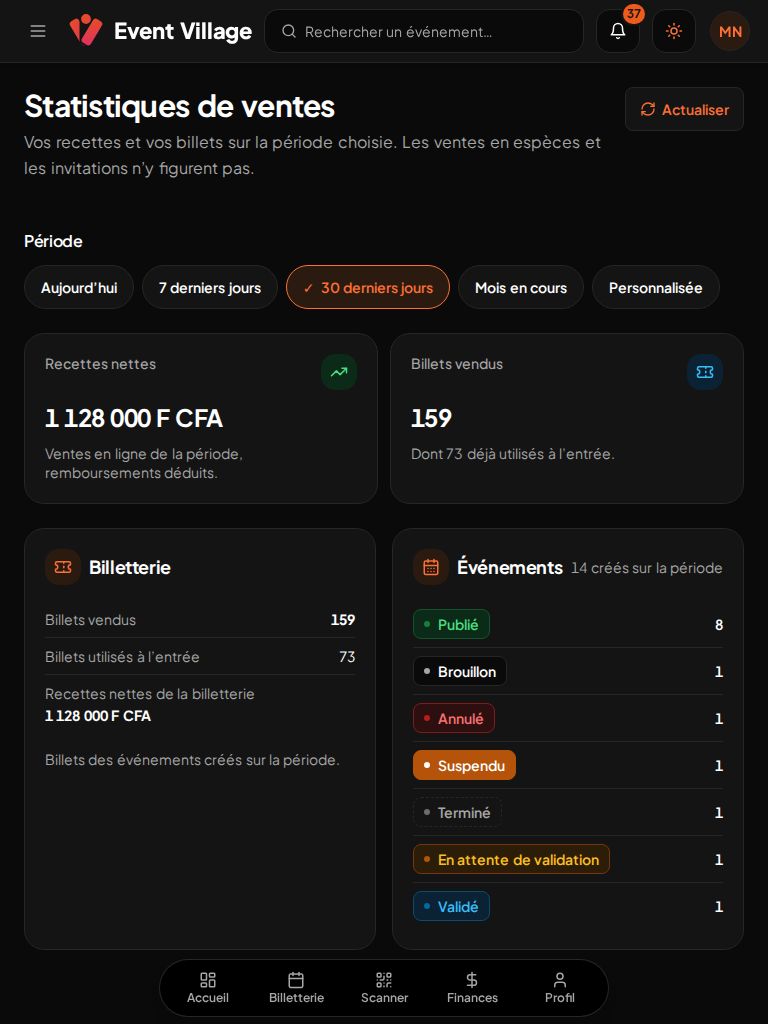 Event Village
Rechercher un événement…
37
MN
Statistiques de ventes
Actualiser
Vos recettes et vos billets sur la période choisie. Les ventes en espèces et
les invitations n’y figurent pas.
Période
Aujourd’hui
7 derniers jours
✓ 30 derniers jours
Mois en cours
Personnalisée
Recettes nettes
1 128 000 F CFA
Ventes en ligne de la période,
remboursements déduits.
Billets vendus
159
Dont 73 déjà utilisés à l’entrée.
Billetterie
Billets vendus 159
Billets utilisés à l’entrée 73
Recettes nettes de la billetterie
1 128 000 F CFA
Billets des événements créés sur la période.
Événements 14 créés sur la période
Publié 8
Brouillon 1
Annulé 1
Suspendu 1
Terminé 1
En attente de validation 1
Validé 1
Accueil
Billetterie
Scanner
Finances
Profil